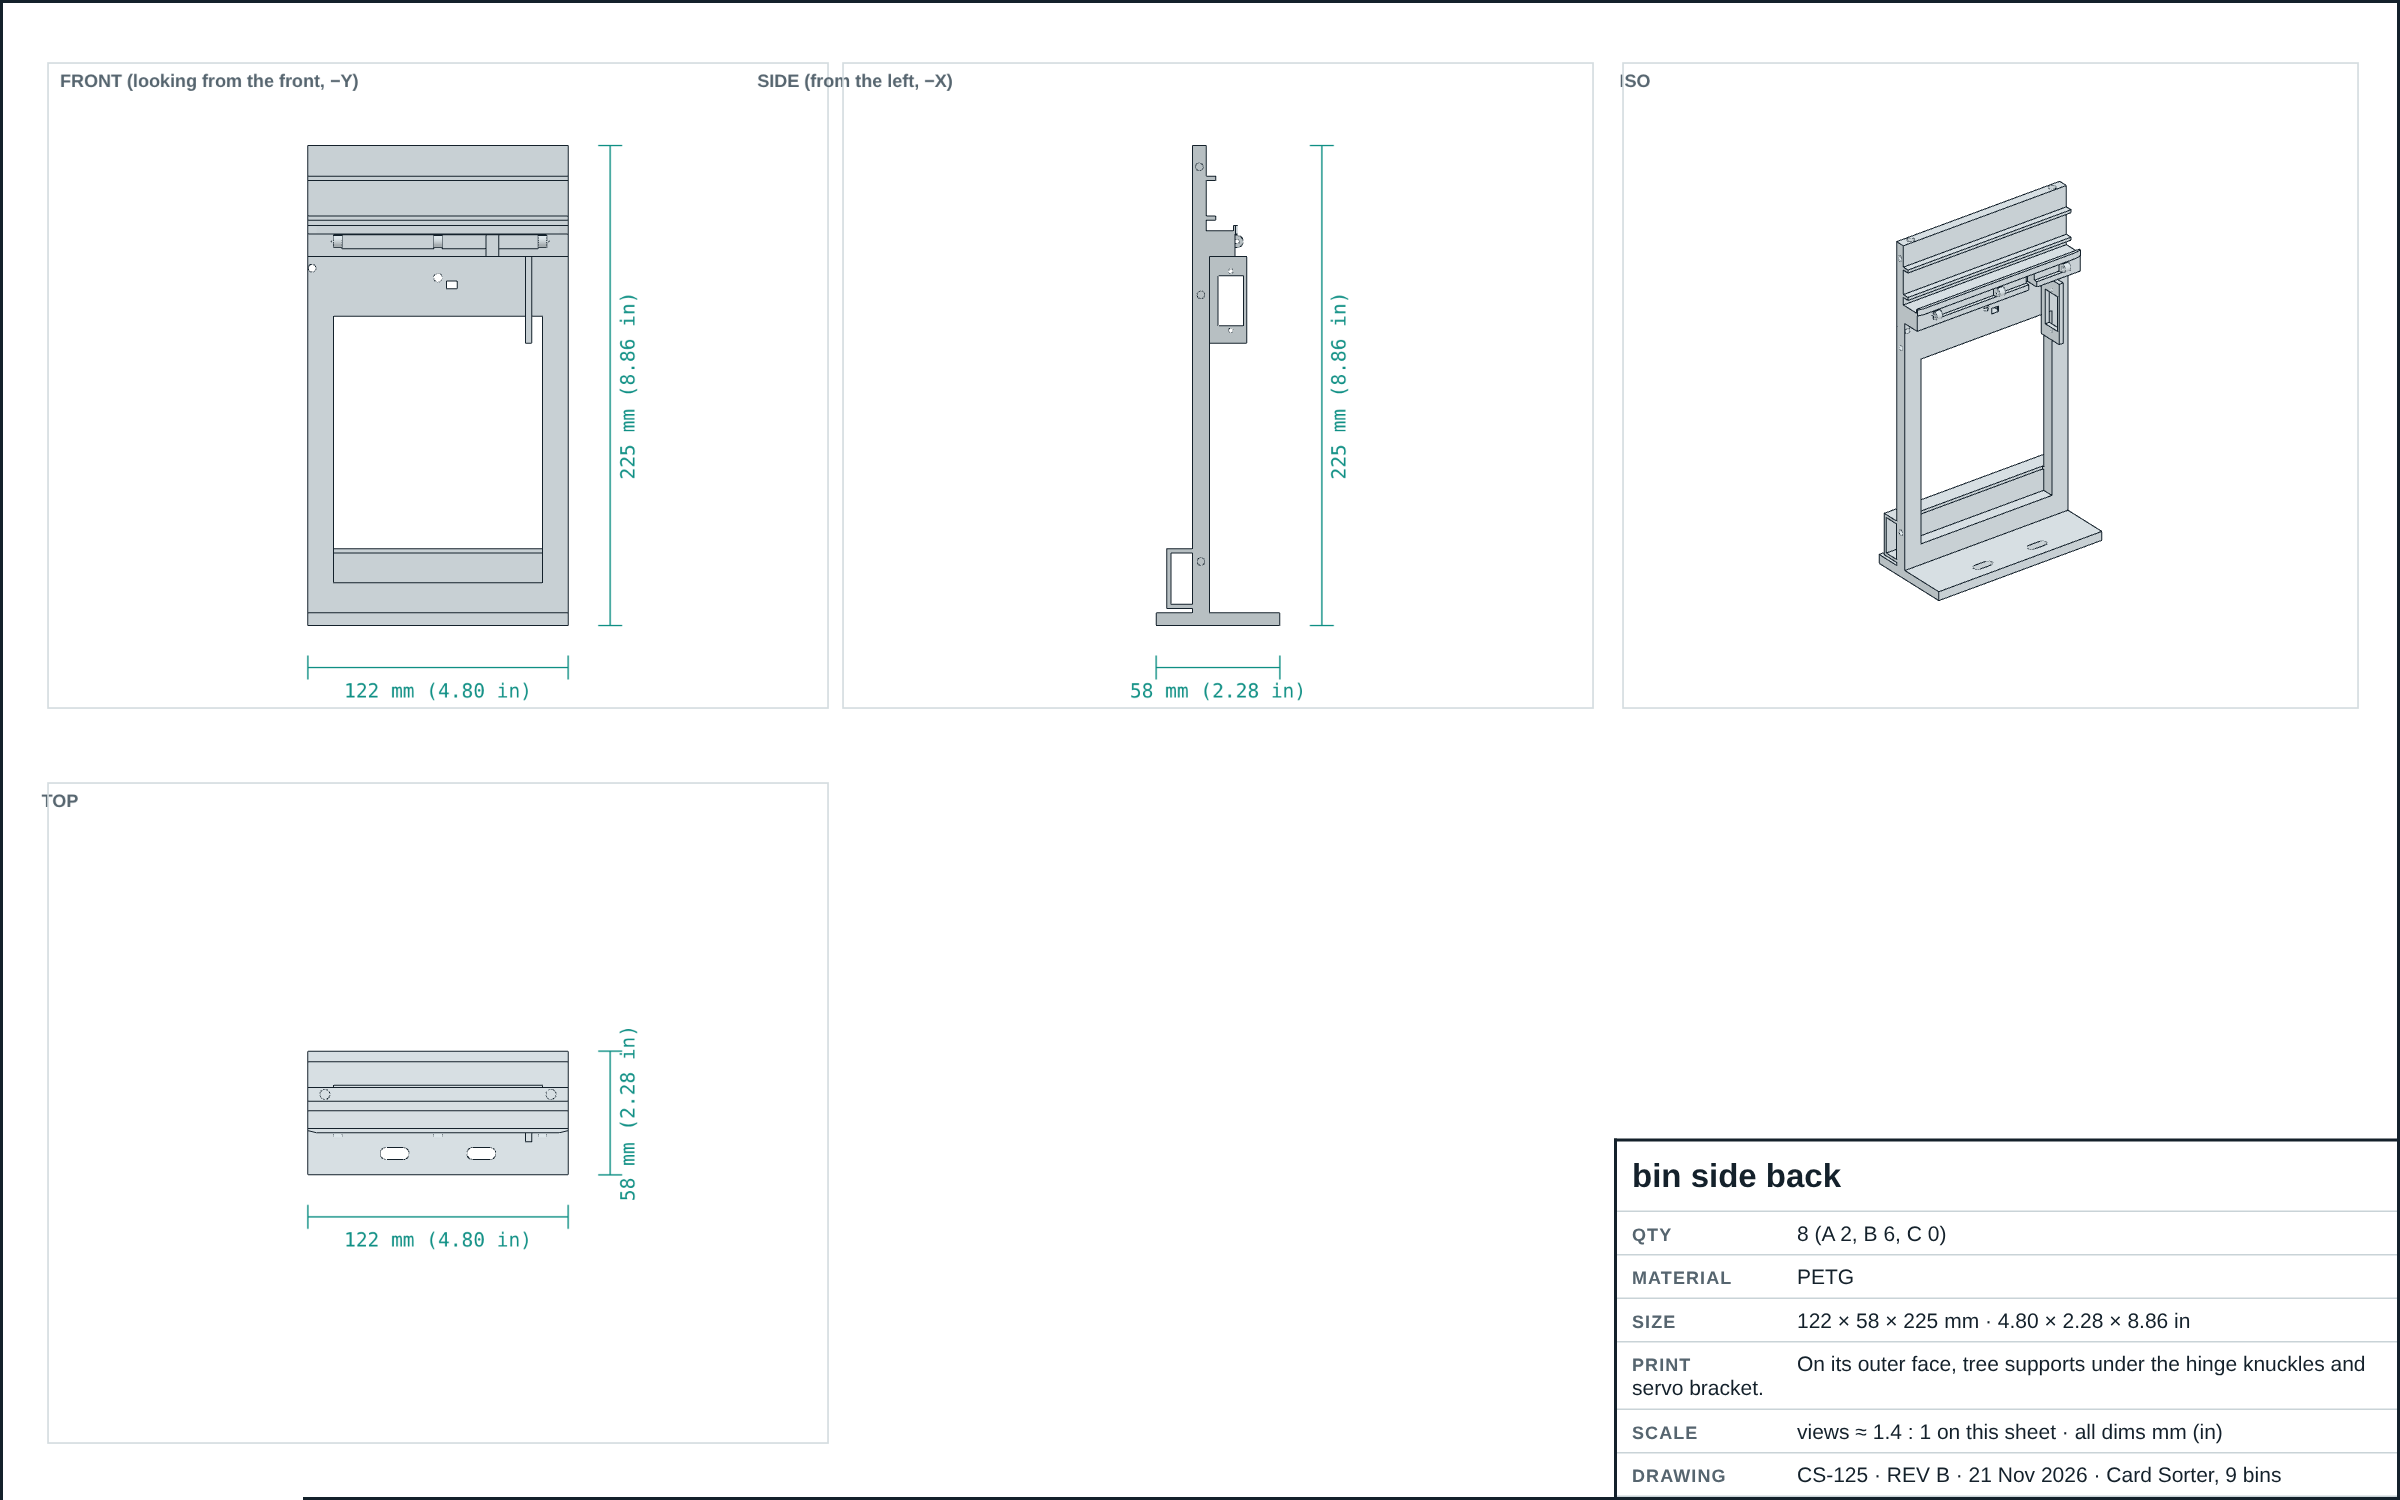 FRONT (looking from the front, −Y)
SIDE (from the left, −X)
ISO
225 mm (8.86 in)
225 mm (8.86 in)
122 mm (4.80 in)
58 mm (2.28 in)
TOP
58 mm (2.28 in)
122 mm (4.80 in)
bin side back
QTY 8 (A 2, B 6, C 0)
MATERIAL PETG
SIZE 122 × 58 × 225 mm · 4.80 × 2.28 × 8.86 in
PRINT On its outer face, tree supports under the hinge knuckles and
servo bracket.
SCALE views ≈ 1.4 : 1 on this sheet · all dims mm (in)
DRAWING CS-125 · REV B · 21 Nov 2026 · Card Sorter, 9 bins